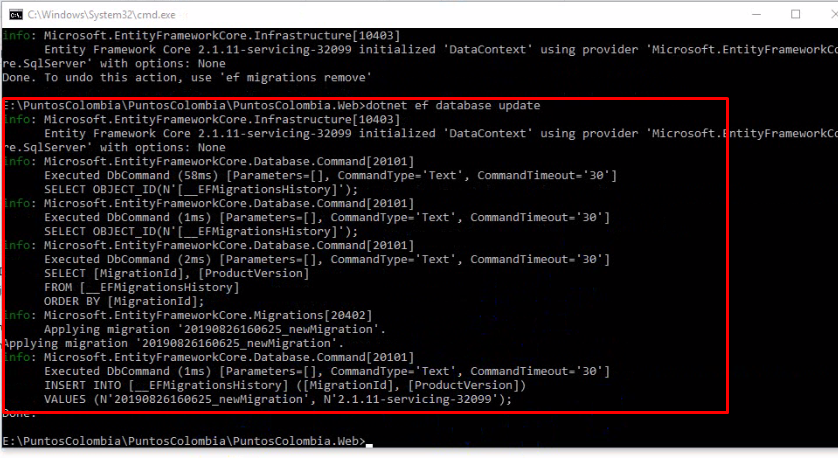 C:\Windows\System32\cmd.exe
info: Microsoft.EntityFrameworkCore.Infrastructure[10403]
Entity Framework Core 2.1.11-servicing-32099 initialized 'DataContext' using provider 'Microsoft.EntityFrameworkCo
re.SqlServer' with options: None
Done. To undo this action, use 'ef migrations remove'
E:\PuntosColombia\PuntosColombia\PuntosColombia.Web>dotnet ef database update
info: Microsoft.EntityFrameworkCore.Infrastructure[10403]
Entity Framework Core 2.1.11-servicing-32099 initialized 'DataContext' using provider 'Microsoft.EntityFrameworkCo
re.SqlServer' with options: None
info: Microsoft.EntityFrameworkCore.Database.Command[20101]
Executed DbCommand (58ms) [Parameters=[], CommandType='Text', CommandTimeout='30']
SELECT OBJECT_ID(N'[__EFMigrationsHistory]');
info: Microsoft.EntityFrameworkCore.Database.Command[20101]
Executed DbCommand (1ms) [Parameters=[], CommandType='Text', CommandTimeout='30']
SELECT OBJECT_ID(N'[__EFMigrationsHistory]');
info: Microsoft.EntityFrameworkCore.Database.Command[20101]
Executed DbCommand (2ms) [Parameters=[], CommandType='Text', CommandTimeout='30']
SELECT [MigrationId], [ProductVersion]
FROM [__EFMigrationsHistory]
ORDER BY [MigrationId];
info: Microsoft.EntityFrameworkCore.Migrations[20402]
Applying migration '20190826160625_newMigration'.
Applying migration '20190826160625_newMigration'.
info: Microsoft.EntityFrameworkCore.Database.Command[20101]
Executed DbCommand (1ms) [Parameters=[], CommandType='Text', CommandTimeout='30']
INSERT INTO [__EFMigrationsHistory] ([MigrationId], [ProductVersion])
VALUES (N'20190826160625_newMigration', N'2.1.11-servicing-32099');
Done.
E:\PuntosColombia\PuntosColombia\PuntosColombia.Web>